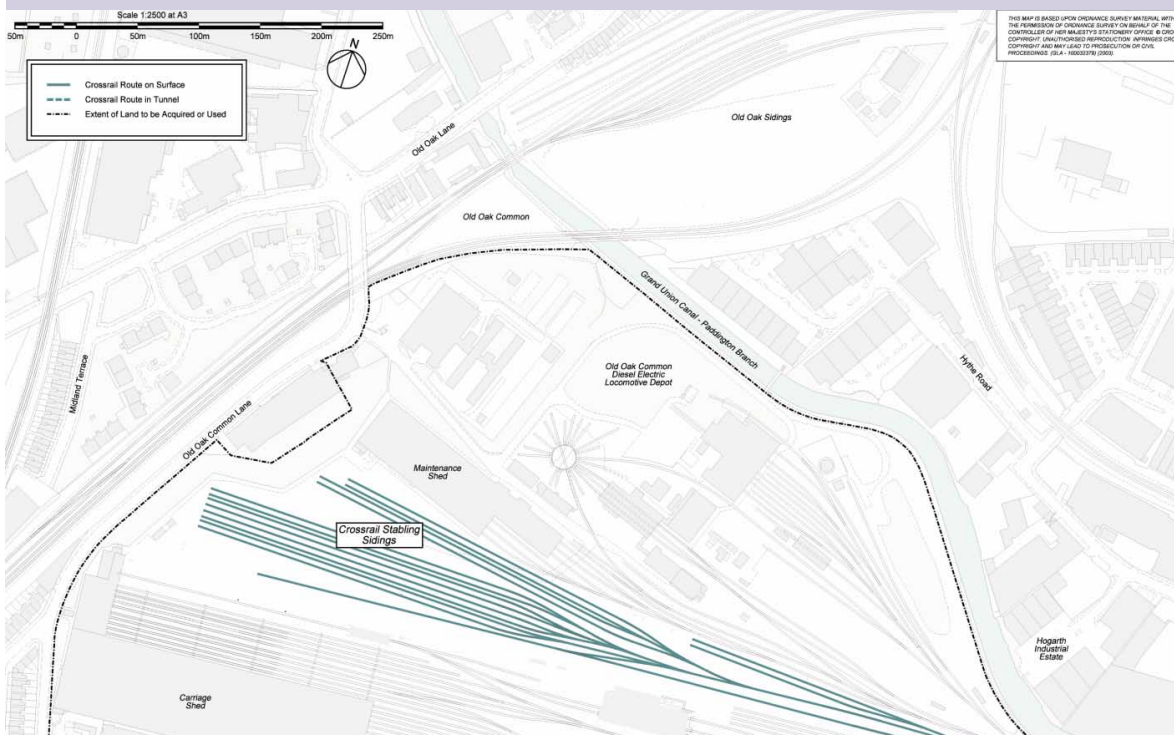 Scale 1:2500 at A3
50m 0 50m 100m 150m 200m 250m
N
THIS MAP IS BASED UPON ORDNANCE SURVEY MATERIAL WITH
THE PERMISSION OF ORDNANCE SURVEY ON BEHALF OF THE
CONTROLLER OF HER MAJESTY'S STATIONERY OFFICE. ©
COPYRIGHT. UNAUTHORISED REPRODUCTION INFRINGES
COPYRIGHT AND MAY LEAD TO PROSECUTION OR CIVIL
PROCEEDINGS. (2003)
Crossrail Route on Surface
Crossrail Route in Tunnel
Extent of Land to be Acquired or Used
Old Oak Lane
Old Oak Sidings
Old Oak Common
Grand Union Canal - Paddington Branch
Midland Terrace
Old Oak Common
Diesel Electric
Locomotive Depot
Hythe Road
Old Oak Common Lane
Maintenance
Shed
Crossrail Stabling
Sidings
Hogarth
Industrial
Estate
Carriage
Shed